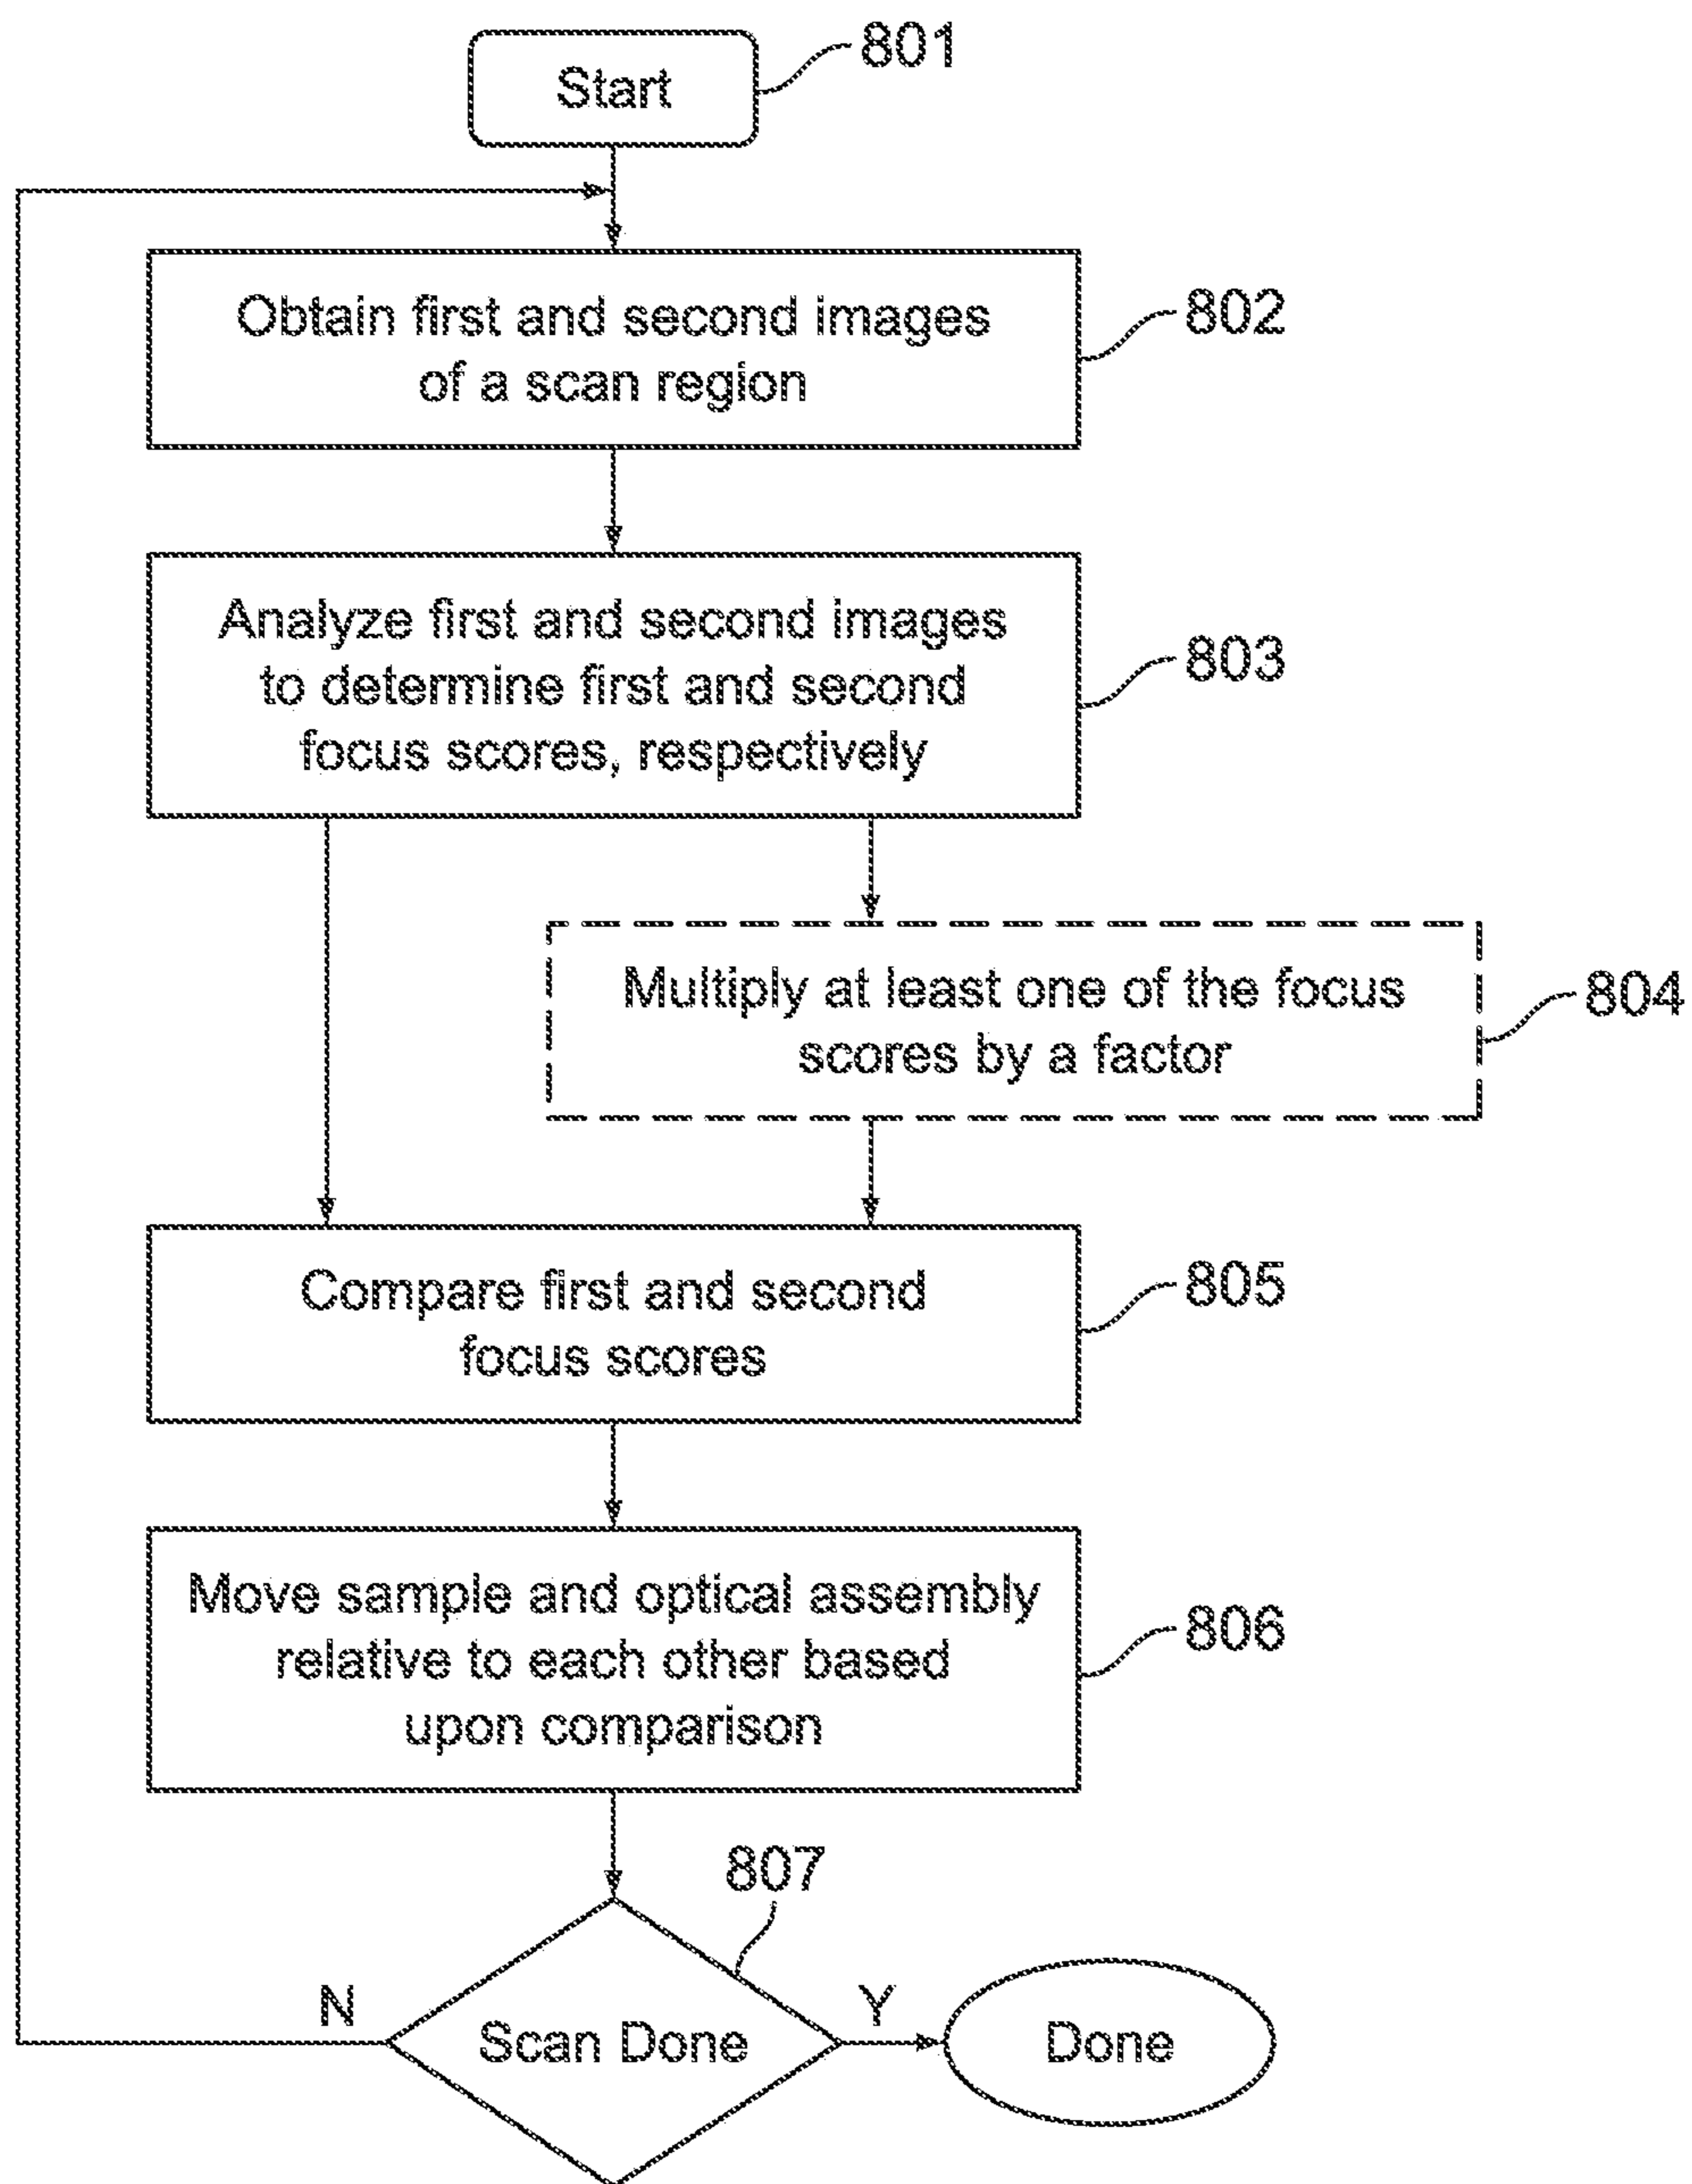 Start
801
Obtain first and second images
of a scan region
802
Analyze first and second images
to determine first and second
focus scores, respectively
803
Multiply at least one of the focus
scores by a factor
804
Compare first and second
focus scores
805
Move sample and optical assembly
relative to each other based
upon comparison
806
807
N
Scan Done
Y
Done